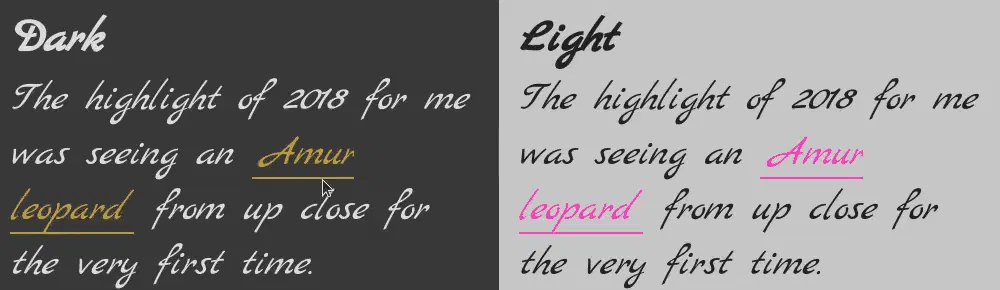 Dark
The highlight of 2018 for me
was seeing an Amur
leopard from up close for
the very first time.
Light
The highlight of 2018 for me
was seeing an Amur
leopard from up close for
the very first time.